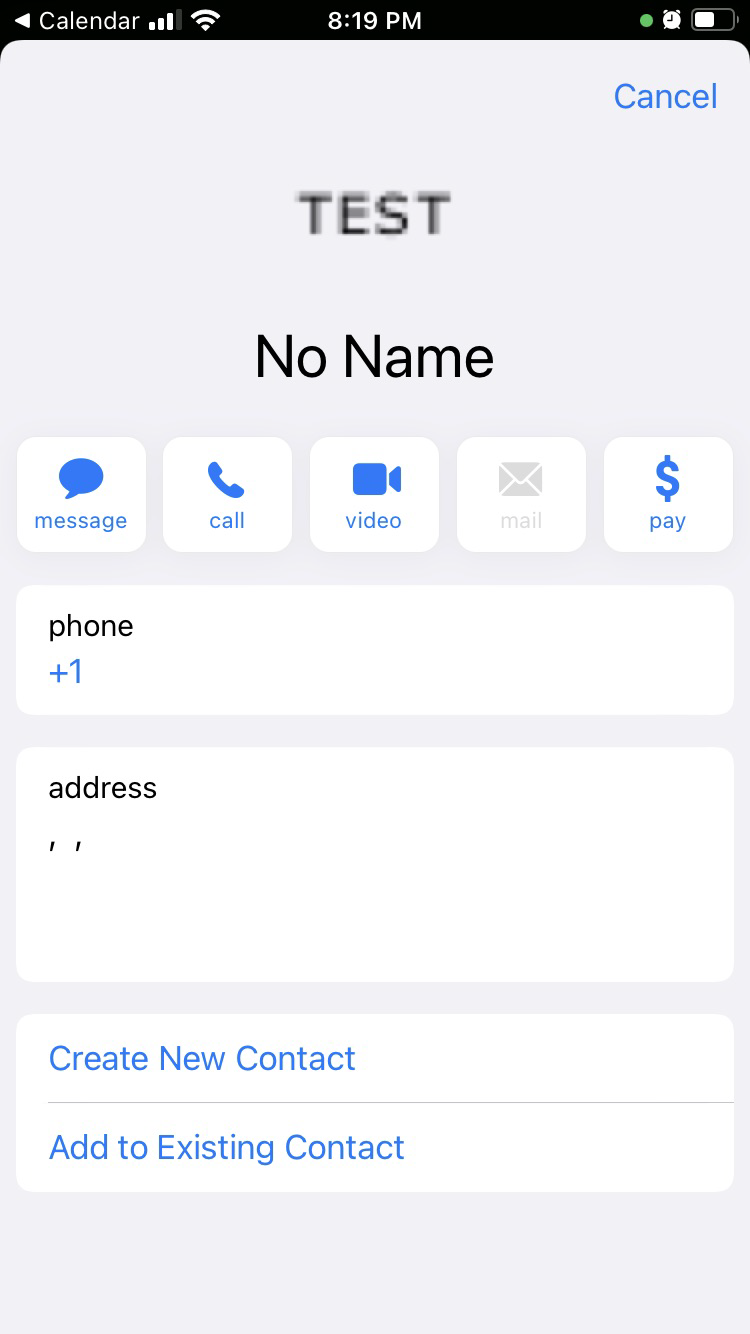 Calendar 8:19 PM
Cancel
TEST
No Name
message call video mail pay
phone
+1
address
, ,
Create New Contact
Add to Existing Contact